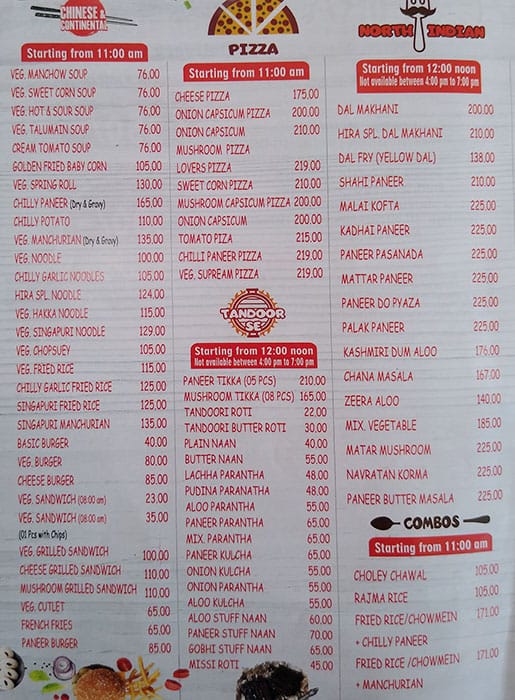 CHINESE &
CONTINENTAL
Starting from 11:00 am
VEG. MANCHOW SOUP 76.00
VEG. SWEET CORN SOUP 76.00
VEG. HOT & SOUR SOUP 76.00
VEG. TALUMAIN SOUP 76.00
CREAM TOMATO SOUP 76.00
GOLDEN FRIED BABY CORN 105.00
VEG. SPRING ROLL 130.00
CHILLY PANEER (Dry & Gravy) 165.00
CHILLY POTATO 110.00
VEG. MANCHURIAN (Dry & Gravy) 135.00
VEG. NOODLE 100.00
CHILLY GARLIC NOODLES 105.00
HIRA SPL. NOODLE 124.00
VEG. HAKKA NOODLE 115.00
VEG. SINGAPURI NOODLE 129.00
VEG. CHOPSUEY 105.00
VEG. FRIED RICE 115.00
CHILLY GARLIC FRIED RICE 125.00
SINGAPURI FRIED RICE 125.00
SINGAPURI MANCHURIAN 135.00
BASIC BURGER 40.00
VEG. BURGER 80.00
CHEESE BURGER 85.00
VEG. SANDWICH (08:00 am) 23.00
VEG. SANDWICH (08:00 am) 35.00
(01 Pcs with Chips)
VEG. GRILLED SANDWICH 100.00
CHEESE GRILLED SANDWICH 110.00
MUSHROOM GRILLED SANDWICH 110.00
VEG. CUTLET 65.00
FRENCH FRIES 65.00
PANEER BURGER 85.00
PIZZA
Starting from 11:00 am
CHEESE PIZZA 175.00
ONION CAPSICUM PIZZA 200.00
ONION CAPSICUM 210.00
MUSHROOM PIZZA
LOVERS PIZZA 219.00
SWEET CORN PIZZA 210.00
MUSHROOM CAPSICUM PIZZA 200.00
ONION CAPSICUM 200.00
TOMATO PIZA 215.00
CHILLI PANEER PIZZA 219.00
VEG. SUPREAM PIZZA 219.00
TANDOOR
SE
Starting from 12:00 noon
Not available between 4:00 pm to 7:00 pm
PANEER TIKKA (05 PCS) 210.00
MUSHROOM TIKKA (08 PCS) 165.00
TANDOORI ROTI 22.00
TANDOORI BUTTER ROTI 30.00
PLAIN NAAN 40.00
BUTTER NAAN 55.00
LACHHA PARANTHA 48.00
PUDINA PARANATHA 48.00
ALOO PARANTHA 55.00
PANEER PARANTHA 65.00
MIX. PARANTHA 65.00
PANEER KULCHA 65.00
ONION KULCHA 55.00
ONION PARANTHA 55.00
ALOO KULCHA 55.00
ALOO STUFF NAAN 60.00
PANEER STUFF NAAN 70.00
GOBHI STUFF NAAN 65.00
MISSI ROTI 45.00
NORTH INDIAN
Starting from 12:00 noon
Not available between 4:00 pm to 7:00 pm
DAL MAKHANI 200.00
HIRA SPL. DAL MAKHANI 210.00
DAL FRY (YELLOW DAL) 138.00
SHAHI PANEER 210.00
MALAI KOFTA 225.00
KADHAI PANEER 225.00
PANEER PASANADA 225.00
MATTAR PANEER 225.00
PANEER DO PYAZA 225.00
PALAK PANEER 225.00
KASHMIRI DUM ALOO 176.00
CHANA MASALA 167.00
ZEERA ALOO 140.00
MIX. VEGETABLE 185.00
MATAR MUSHROOM 225.00
NAVRATAN KORMA 225.00
PANEER BUTTER MASALA 225.00
COMBOS
Starting from 11:00 am
CHOLEY CHAWAL 105.00
RAJMA RICE 105.00
FRIED RICE/CHOWMEIN 171.00
+ CHILLY PANEER
FRIED RICE /CHOWMEIN 171.00
+ MANCHURIAN